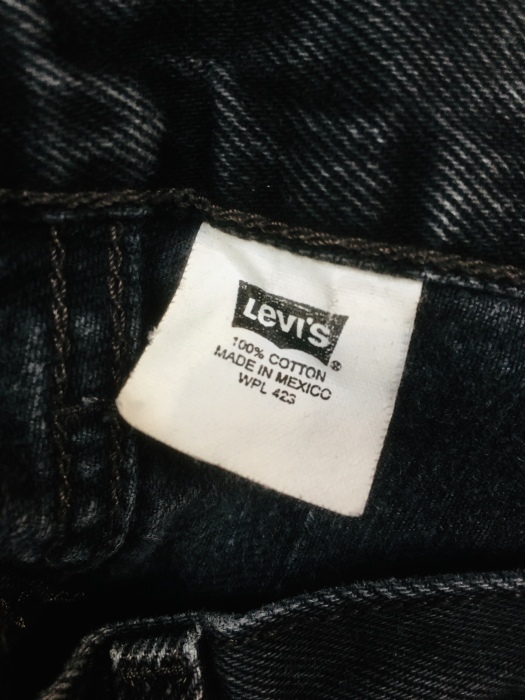 Levi's®
100% COTTON
MADE IN MEXICO
WPL 423